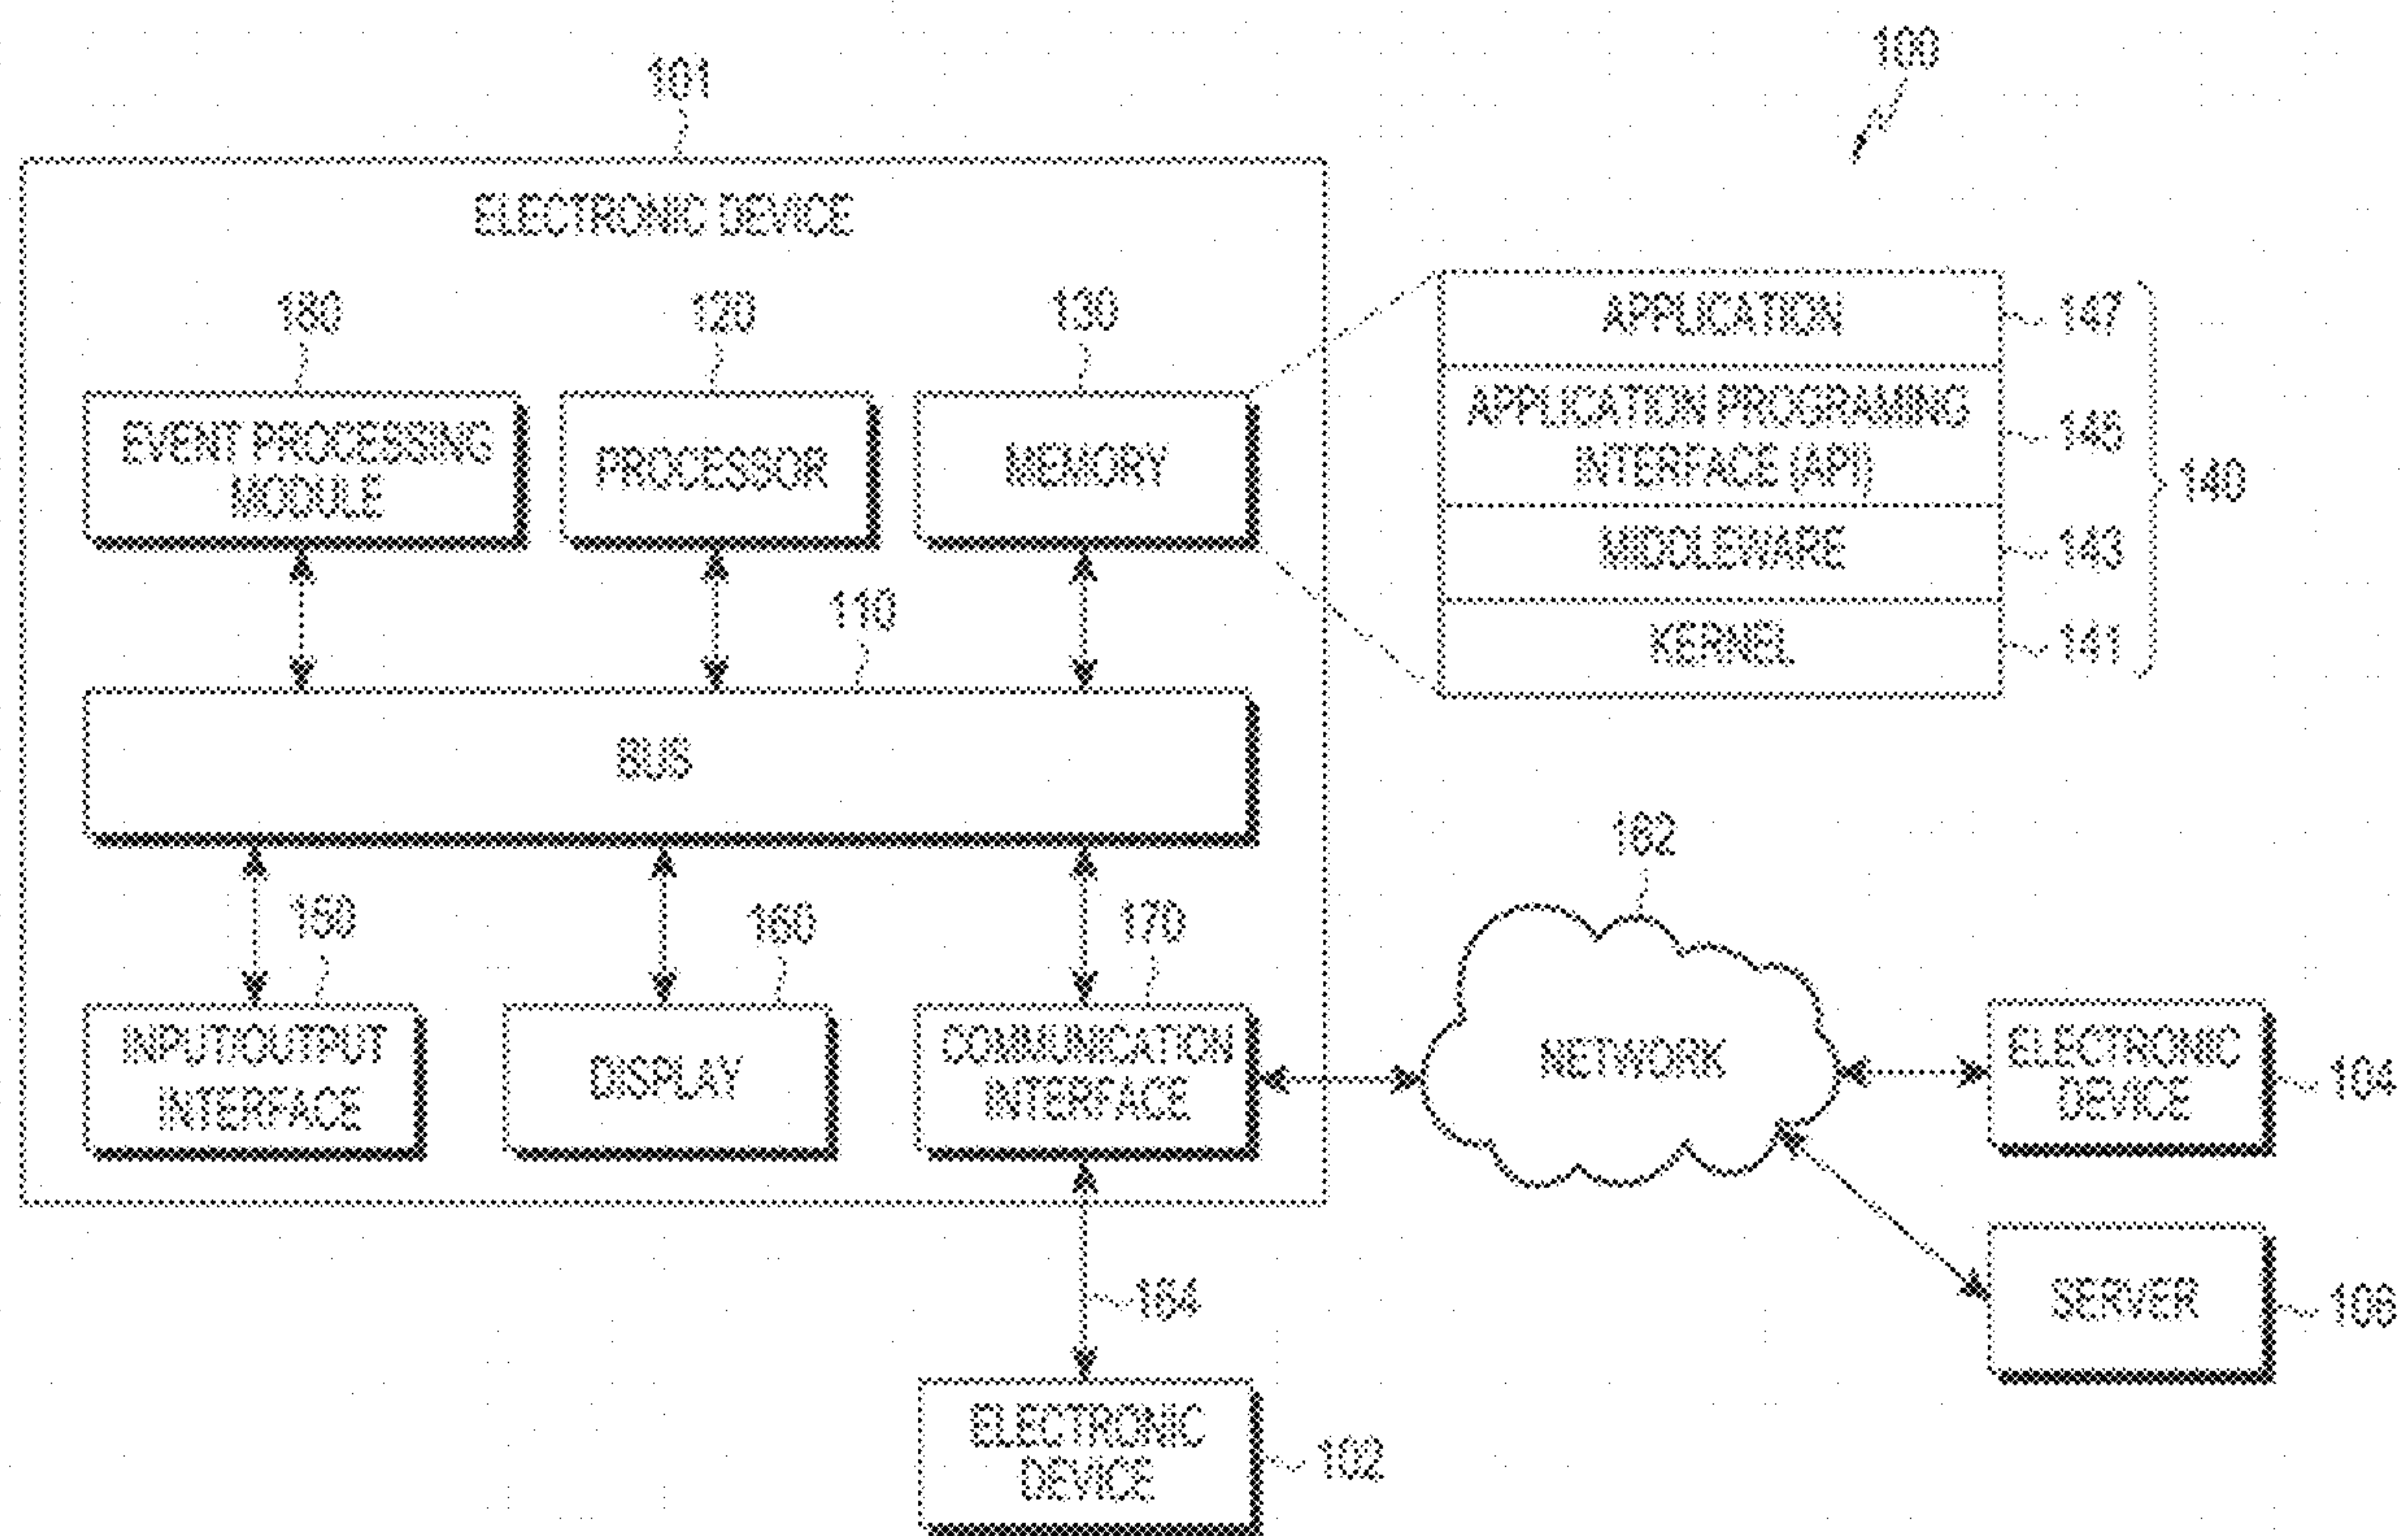 100
101
ELECTRONIC DEVICE
180
120
130
EVENT PROCESSING
MODULE
PROCESSOR
MEMORY
APPLICATION
147
APPLICATION PROGRAMING
INTERFACE (API)
145
MIDDLEWARE
143
KERNEL
141
140
110
BUS
150
160
170
INPUT/OUTPUT
INTERFACE
DISPLAY
COMMUNICATION
INTERFACE
162
NETWORK
ELECTRONIC
DEVICE
104
164
SERVER
106
ELECTRONIC
DEVICE
102